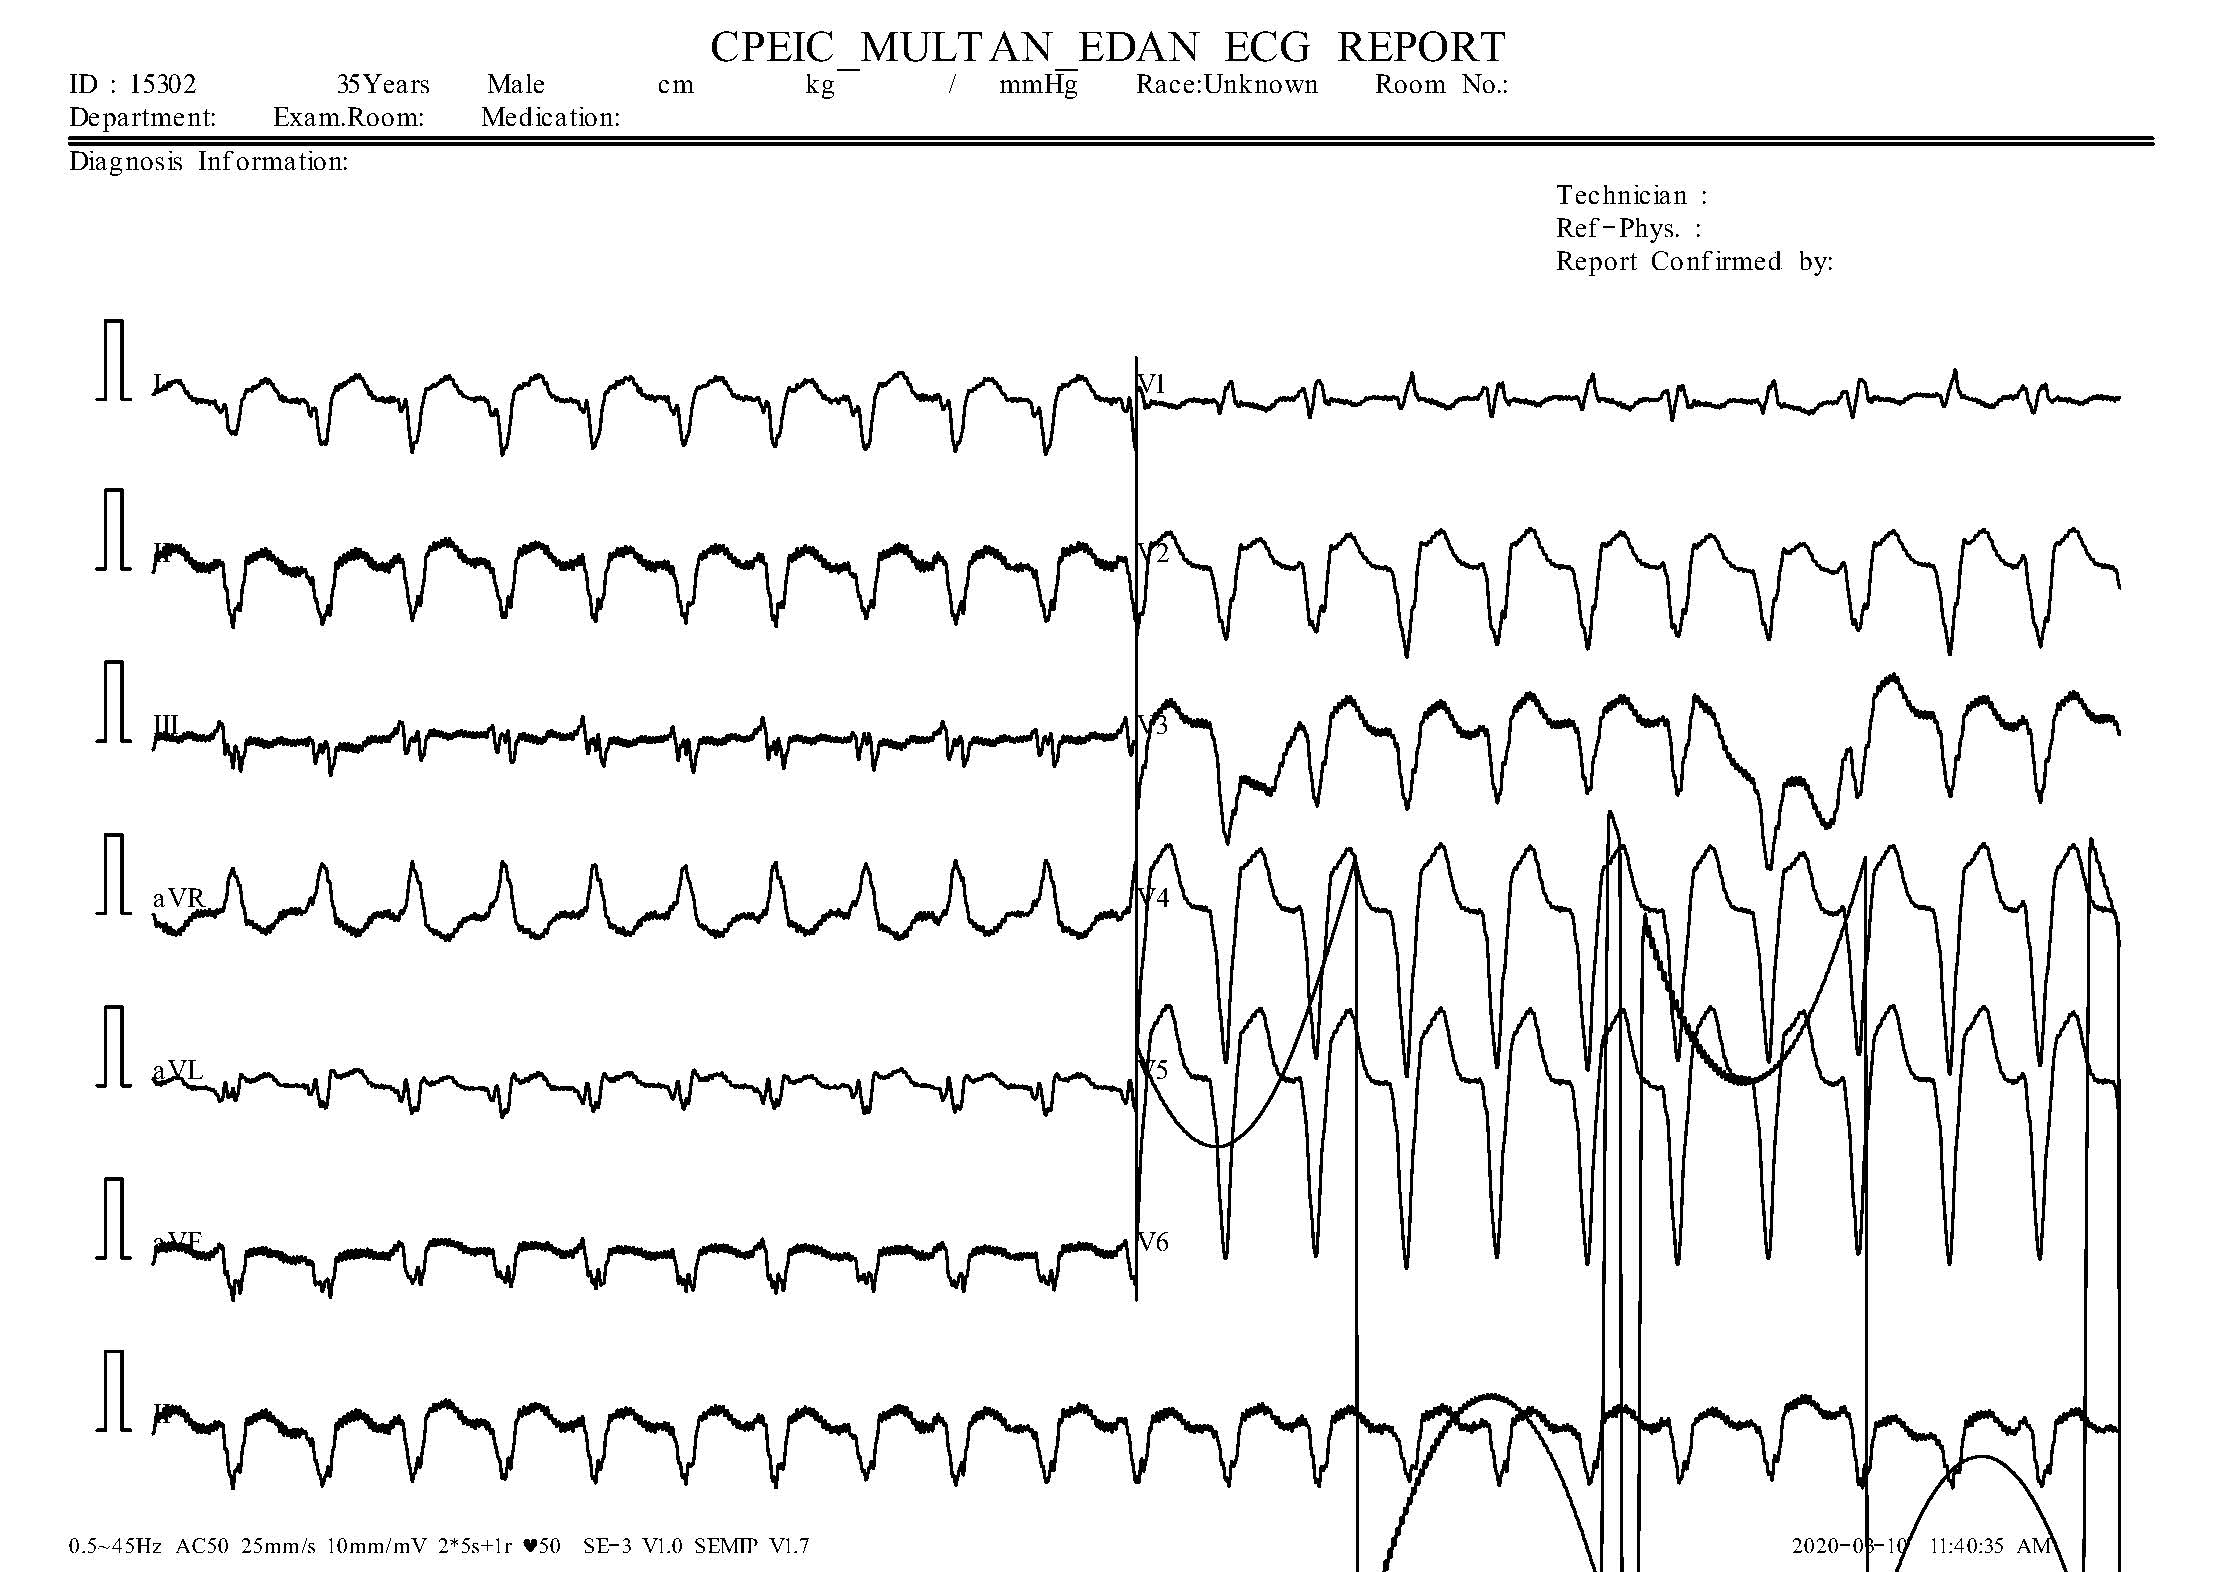 CPEIC_MULTAN_EDAN ECG REPORT
ID : 15302 35Years Male cm kg / mmHg Race:Unknown Room No.:
Department: Exam.Room: Medication:
Diagnosis Information:
Technician :
Ref-Phys. :
Report Confirmed by:
I V1
II V2
III V3
aVR V4
aVL V5
aVF V6
II
0.5~45Hz AC50 25mm/s 10mm/mV 2*5s+1r ♥50 SE-3 V1.0 SEMIP V1.7 2020-03-10 11:40:35 AM